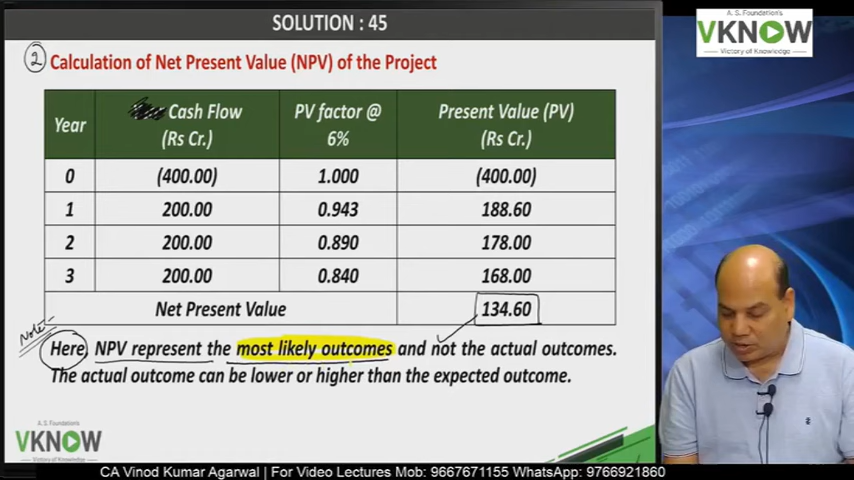 SOLUTION : 45
A. S. Foundation's
VKNOW
Victory of Knowledge
2 Calculation of Net Present Value (NPV) of the Project
Year Cash Flow (Rs Cr.) PV factor @ 6% Present Value (PV) (Rs Cr.)
0 (400.00) 1.000 (400.00)
1 200.00 0.943 188.60
2 200.00 0.890 178.00
3 200.00 0.840 168.00
Net Present Value 134.60
Note:-
Here, NPV represent the most likely outcomes and not the actual outcomes.
The actual outcome can be lower or higher than the expected outcome.
A. S. Foundation's
VKNOW
Victory of Knowledge
CA Vinod Kumar Agarwal | For Video Lectures Mob: 9667671155 WhatsApp: 9766921860